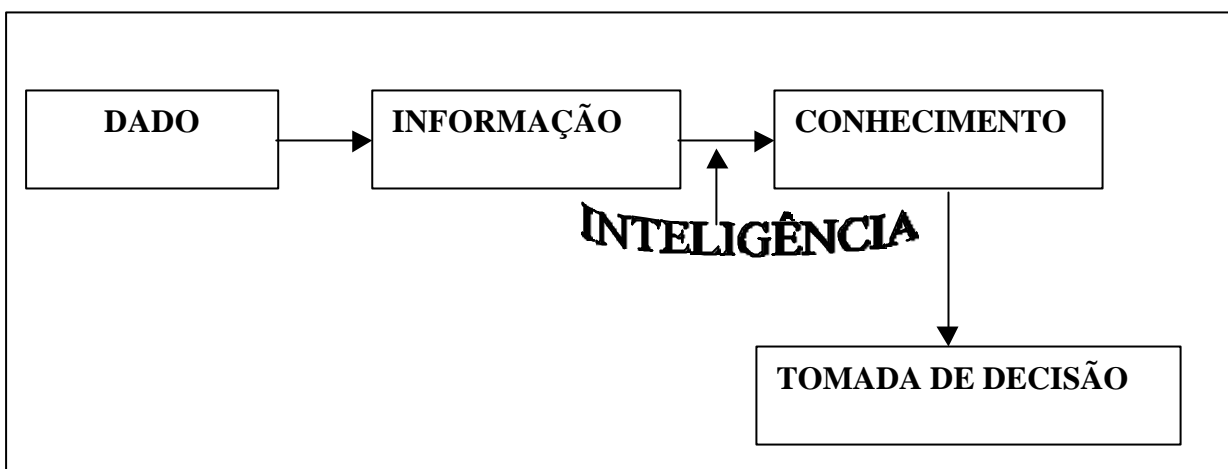 DADO
INFORMAÇÃO
CONHECIMENTO
INTELIGÊNCIA
TOMADA DE DECISÃO